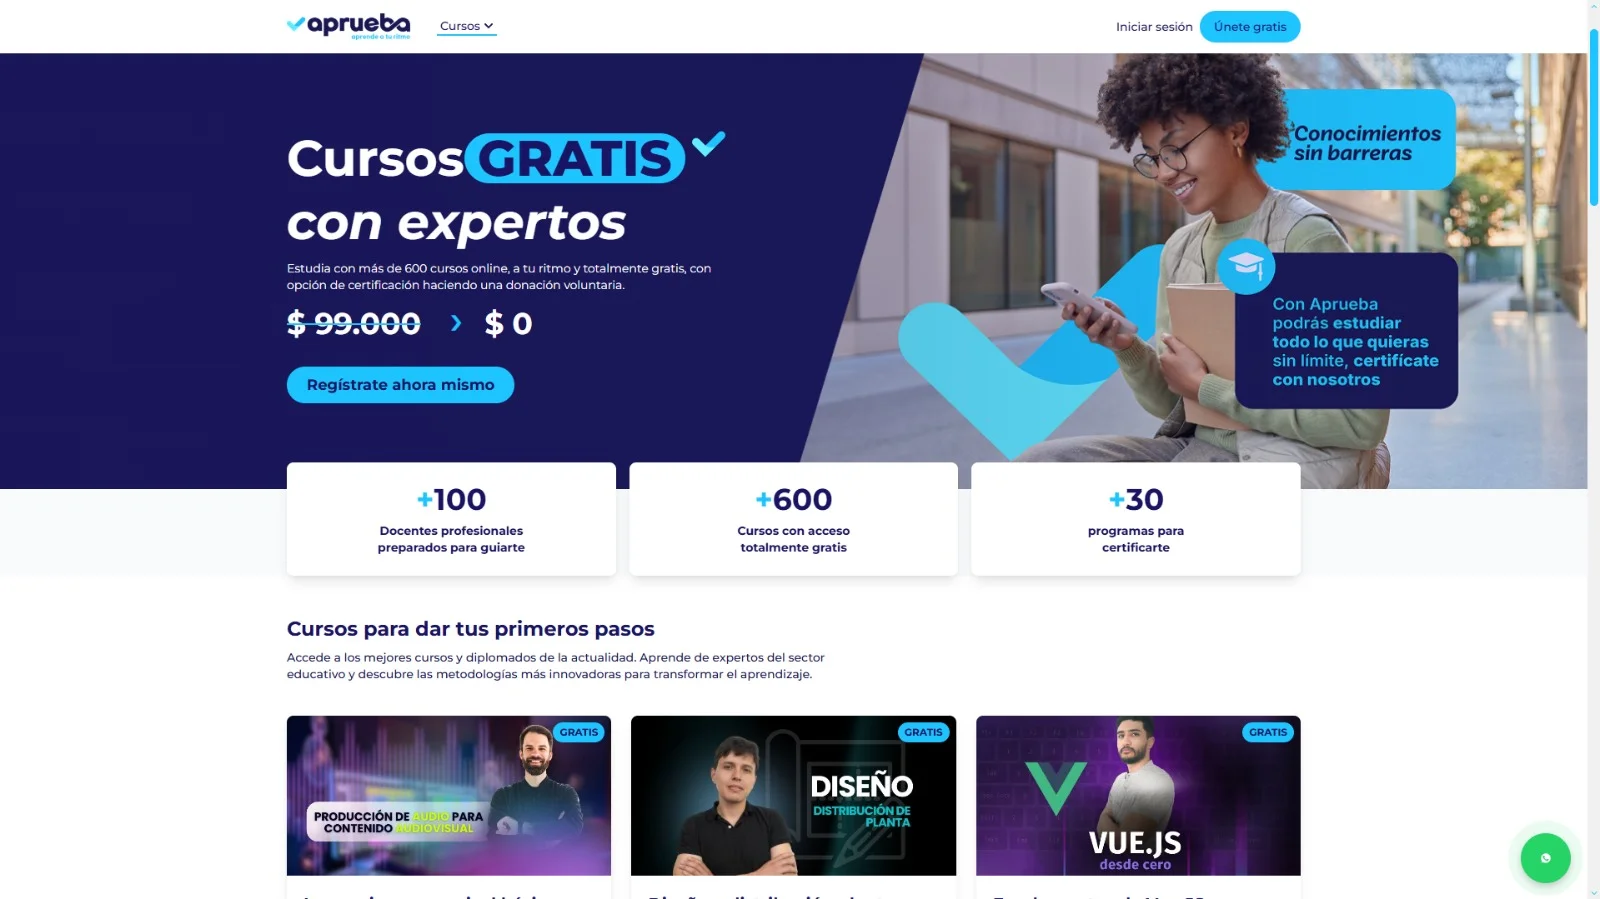 aprueba
aprende a tu ritmo
Cursos
Iniciar sesión
Únete gratis
Cursos GRATIS
con expertos
Estudia con más de 600 cursos online, a tu ritmo y totalmente gratis, con
opción de certificación haciendo una donación voluntaria.
$ 99.000 › $ 0
Regístrate ahora mismo
Conocimientos
sin barreras
Con Aprueba
podrás estudiar
todo lo que quieras
sin límite, certifícate
con nosotros
+100
Docentes profesionales
preparados para guiarte
+600
Cursos con acceso
totalmente gratis
+30
programas para
certificarte
Cursos para dar tus primeros pasos
Accede a los mejores cursos y diplomados de la actualidad. Aprende de expertos del sector
educativo y descubre las metodologías más innovadoras para transformar el aprendizaje.
GRATIS
PRODUCCIÓN DE AUDIO PARA
CONTENIDO AUDIOVISUAL
GRATIS
DISEÑO
DISTRIBUCIÓN DE
PLANTA
GRATIS
VUE.JS
desde cero